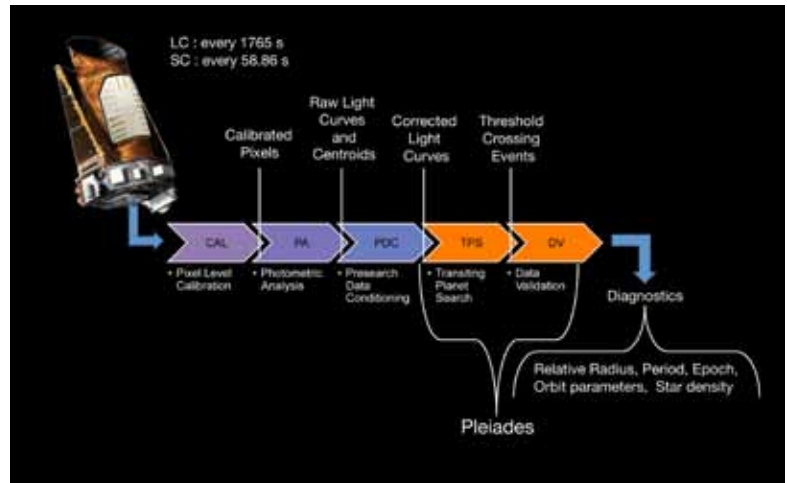 LC : every 1765 s
SC : every 58.86 s
Calibrated
Pixels
Raw Light
Curves
and
Centroids
Corrected
Light
Curves
Threshold
Crossing
Events
CAL
PA
PDC
TPS
DV
• Pixel Level
Calibration
• Photometric
Analysis
• Presearch
Data
Conditioning
• Transiting
Planet
Search
• Data
Validation
Diagnostics
Relative Radius, Period, Epoch,
Orbit parameters, Star density
Pleiades